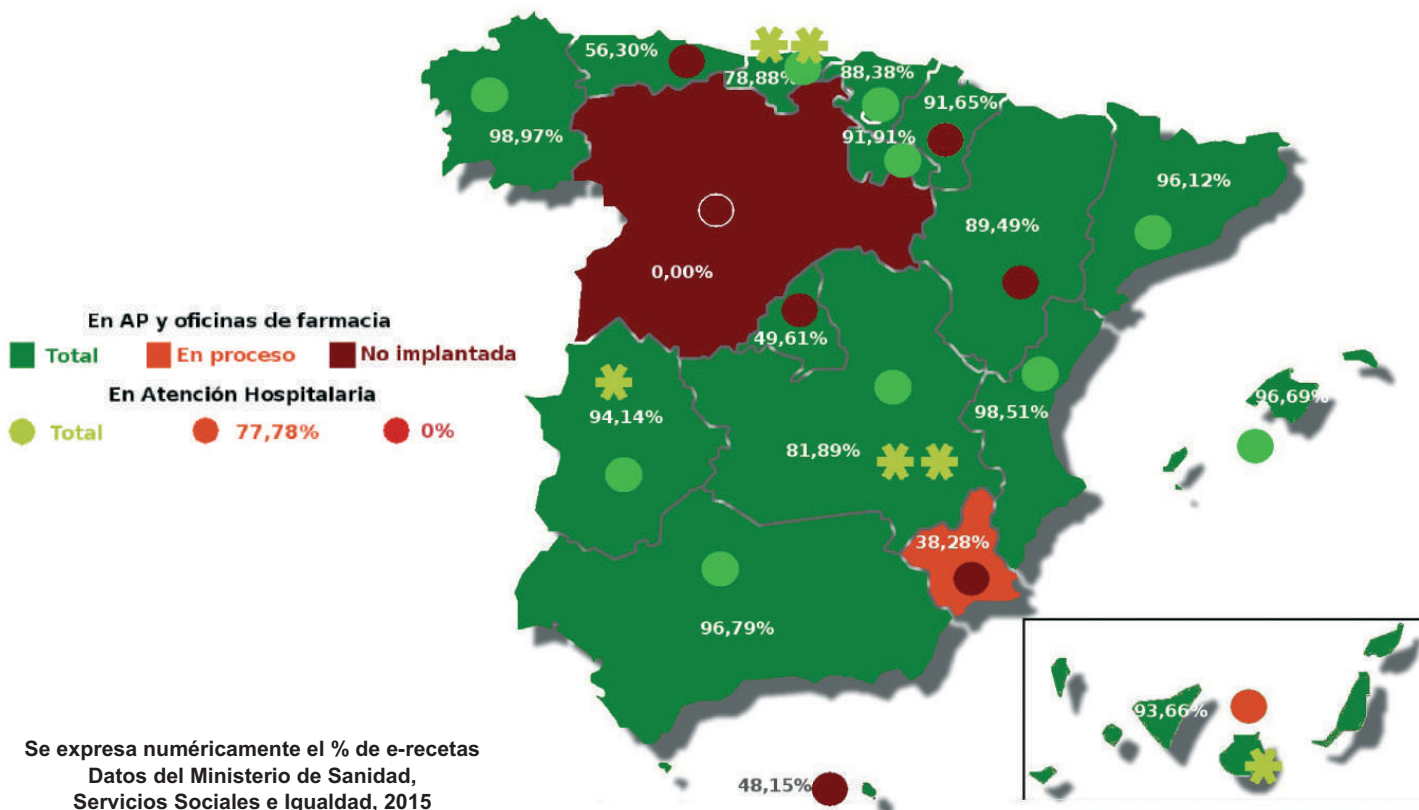 56,30%
78,88%
88,38%
91,65%
98,97%
91,91%
96,12%
89,49%
0,00%
En AP y oficinas de farmacia
Total En proceso No implantada
En Atención Hospitalaria
Total 77,78% 0%
49,61%
94,14%
98,51%
96,69%
81,89%
38,28%
96,79%
93,66%
48,15%
Se expresa numéricamente el % de e-recetas
Datos del Ministerio de Sanidad,
Servicios Sociales e Igualdad, 2015